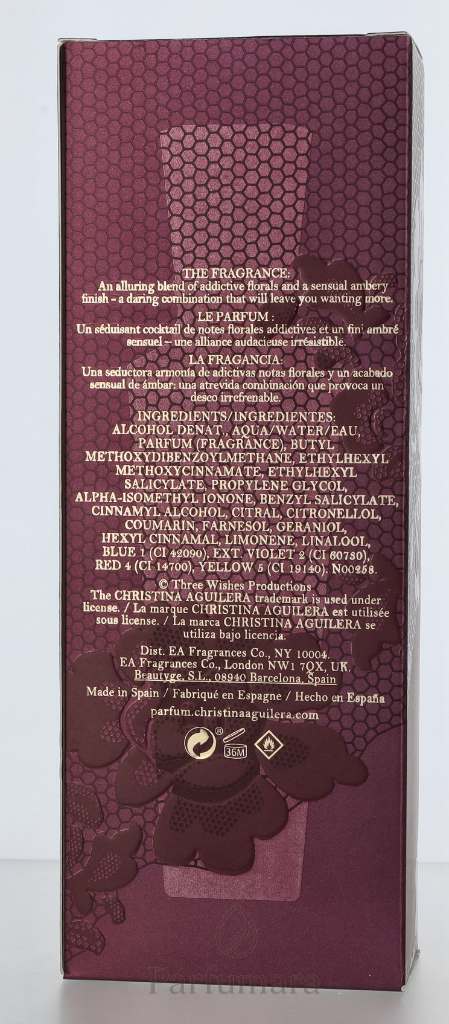 THE FRAGRANCE:
An alluring blend of addictive florals and a sensual ambery
finish – a daring combination that will leave you wanting more.
LE PARFUM :
Un séduisant cocktail de notes florales addictives et un fini ambré
sensuel – une alliance audacieuse irrésistible.
LA FRAGANCIA:
Una seductora armonía de adictivas notas florales y un acabado
sensual de ámbar: una atrevida combinación que provoca un
deseo irrefrenable.
INGREDIENTS/INGREDIENTES:
ALCOHOL DENAT., AQUA/WATER/EAU,
PARFUM (FRAGRANCE), BUTYL
METHOXYDIBENZOYLMETHANE, ETHYLHEXYL
METHOXYCINNAMATE, ETHYLHEXYL
SALICYLATE, PROPYLENE GLYCOL,
ALPHA-ISOMETHYL IONONE, BENZYL SALICYLATE,
CINNAMYL ALCOHOL, CITRAL, CITRONELLOL,
COUMARIN, FARNESOL, GERANIOL,
HEXYL CINNAMAL, LIMONENE, LINALOOL,
BLUE 1 (CI 42090), EXT. VIOLET 2 (CI 60730),
RED 4 (CI 14700), YELLOW 5 (CI 19140). N00258.
© Three Wishes Productions
The CHRISTINA AGUILERA trademark is used under
license. / La marque CHRISTINA AGUILERA est utilisée
sous license. / La marca CHRISTINA AGUILERA se
utiliza bajo licencia.
Dist. EA Fragrances Co., NY 10004.
EA Fragrances Co., London NW1 7QX, UK.
Beautyge, S.L., 08940 Barcelona, Spain
Made in Spain / Fabriqué en Espagne / Hecho en España
parfum.christinaaguilera.com
® 36M
Parfumara